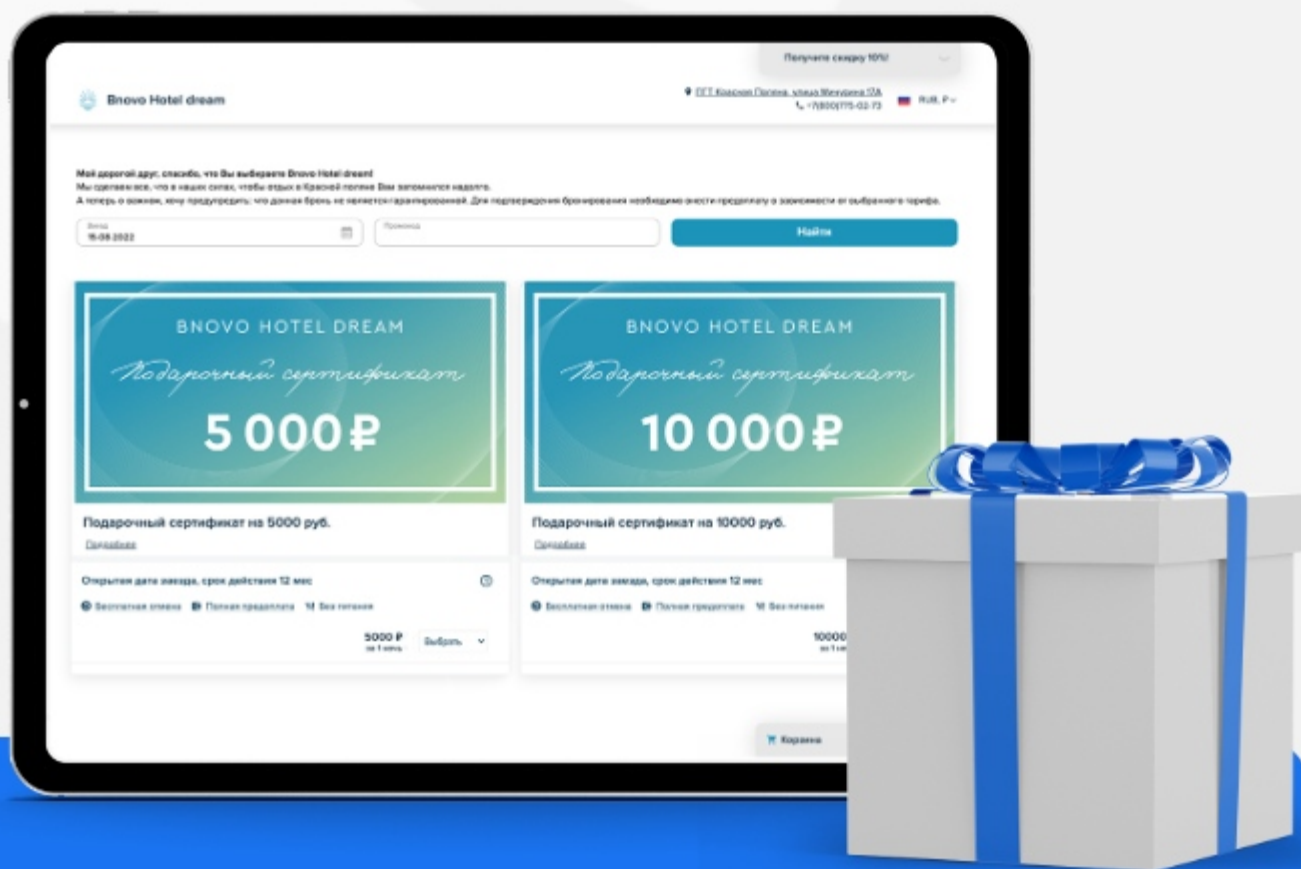 Получите скидку 10%!
Bnovo Hotel dream
ПГТ Красная Поляна, улица Мичурина 17А
+7(800)775-02-73
RUB, ₽
Мой дорогой друг, спасибо, что Вы выбираете Bnovo Hotel dream!
Мы сделаем все, что в наших силах, чтобы отдых в Красной поляне Вам запомнился надолго.
А теперь о важном, хочу предупредить: что данная бронь не является гарантированной. Для подтверждения бронирования необходимо внести предоплату в зависимости от выбранного тарифа.
Заезд
15.08.2022
Промокод
Найти
BNOVO HOTEL DREAM
Подарочный сертификат
5 000 ₽
Подарочный сертификат на 5000 руб.
Подробнее
Открытая дата заезда, срок действия 12 мес
Бесплатная отмена Полная предоплата Без питания
5000 ₽
за 1 ночь
Выбрать
BNOVO HOTEL DREAM
Подарочный сертификат
10 000 ₽
Подарочный сертификат на 10000 руб.
Подробнее
Открытая дата заезда, срок действия 12 мес
Бесплатная отмена Полная предоплата Без питания
10000
за 1
Корзина